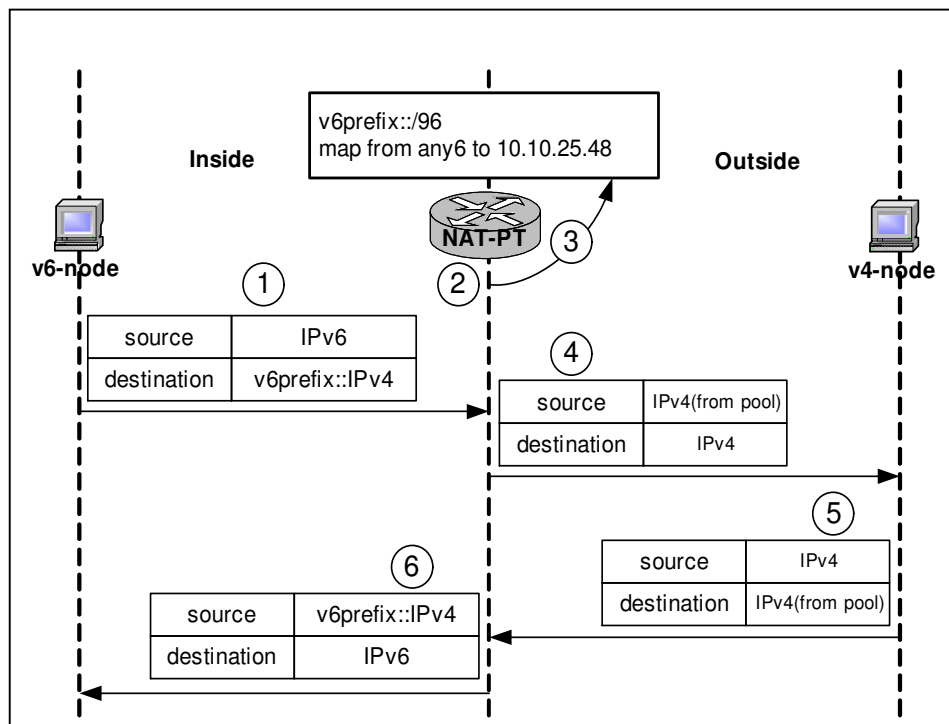 v6prefix::/96
map from any6 to 10.10.25.48
Inside
Outside
NAT-PT
3
v6-node
v4-node
1
2
source IPv6
destination v6prefix::IPv4
4
source IPv4(from pool)
destination IPv4
5
source IPv4
destination IPv4(from pool)
6
source v6prefix::IPv4
destination IPv6